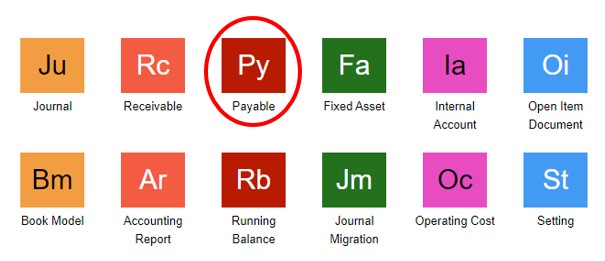 Ju Rc Py Fa Ia Oi
Journal Receivable Payable Fixed Asset Internal Open Item
Account Document
Bm Ar Rb Jm Oc St
Book Model Accounting Running Journal Operating Cost Setting
Report Balance Migration